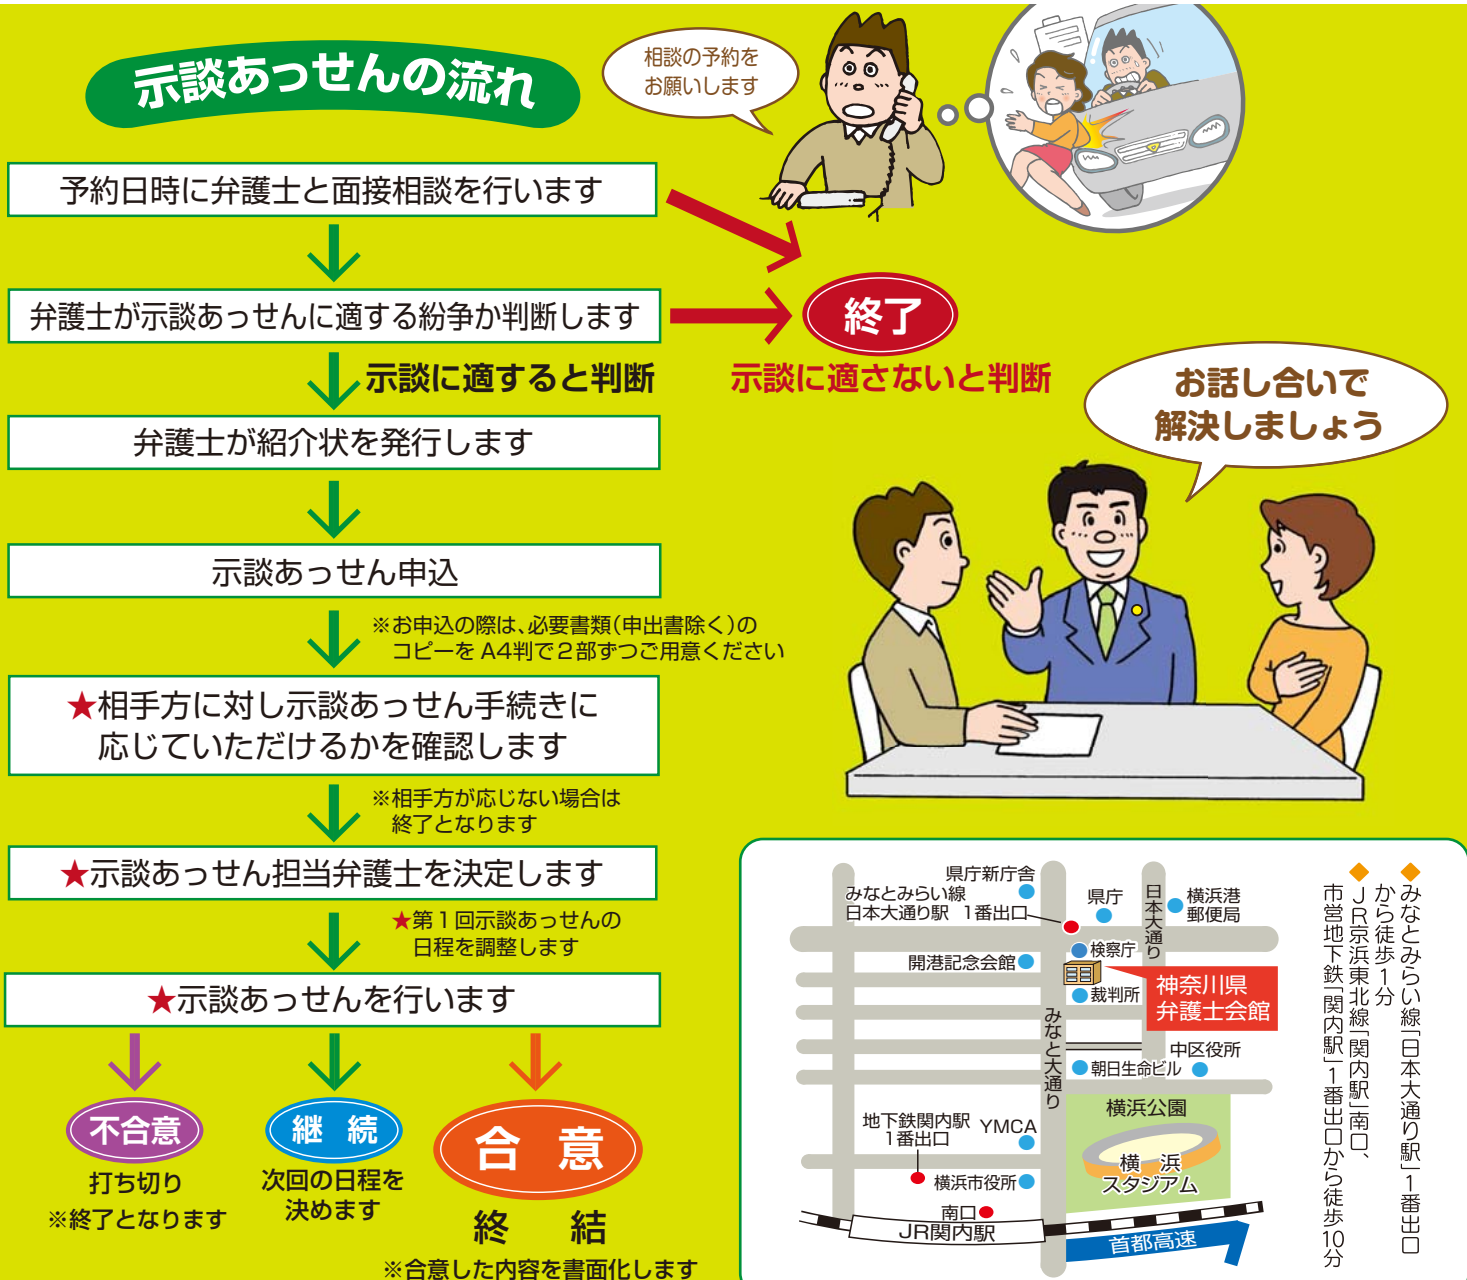 示談あっせんの流れ
相談の予約を
お願いします
予約日時に弁護士と面接相談を行います
弁護士が示談あっせんに適する紛争か判断します
終了
示談に適すると判断
示談に適さないと判断
お話し合いで
解決しましょう
弁護士が紹介状を発行します
示談あっせん申込
※お申込の際は、必要書類(申出書除く)の
コピーを A4判で2部ずつご用意ください
★相手方に対し示談あっせん手続きに
応じていただけるかを確認します
※相手方が応じない場合は
終了となります
★示談あっせん担当弁護士を決定します
★第1回示談あっせんの
日程を調整します
★示談あっせんを行います
不合意
打ち切り
※終了となります
継 続
次回の日程を
決めます
合 意
終 結
※合意した内容を書面化します
県庁新庁舎
みなとみらい線
日本大通り駅 1番出口
県庁
日本大通り
横浜港
郵便局
検察庁
開港記念会館
裁判所
神奈川県
弁護士会館
みなと大通り
中区役所
朝日生命ビル
横浜公園
地下鉄関内駅
1番出口
YMCA
横 浜
スタジアム
横浜市役所
南口
JR関内駅
首都高速
◆みなとみらい線「日本大通り駅」1番出口
から徒歩1分
◆JR京浜東北線「関内駅」南口、
市営地下鉄「関内駅」1番出口から徒歩10分